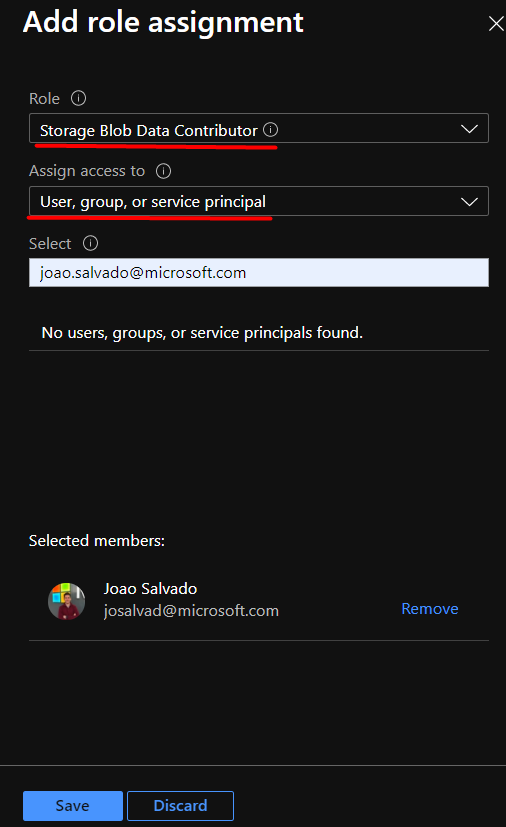 Add role assignment
Role
Storage Blob Data Contributor
Assign access to
User, group, or service principal
Select
joao.salvado@microsoft.com
No users, groups, or service principals found.
Selected members:
Joao Salvado
josalvad@microsoft.com
Remove
Save
Discard